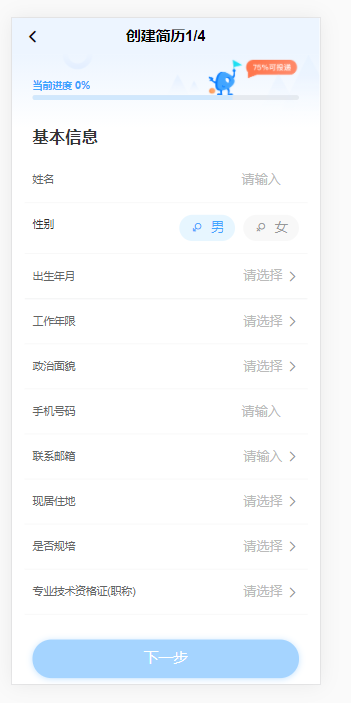 创建简历1/4
75%可投递
当前进度 0%
基本信息
姓名 请输入
性别 男 女
出生年月 请选择
工作年限 请选择
政治面貌 请选择
手机号码 请输入
联系邮箱 请输入
现居住地 请选择
是否规培 请选择
专业技术资格证(职称) 请选择
下一步